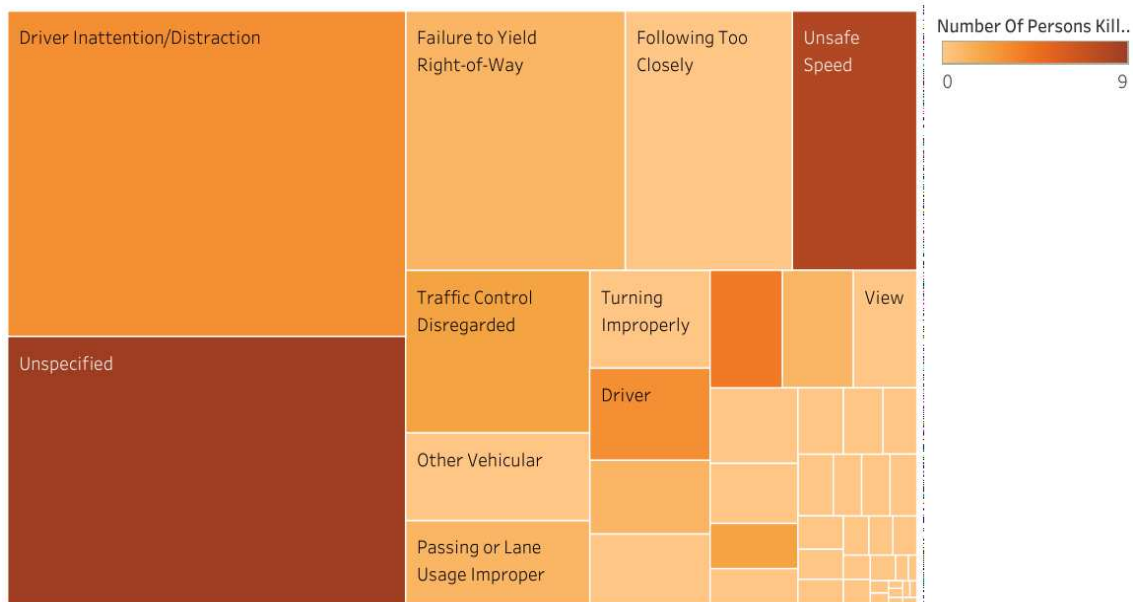 Driver Inattention/Distraction
Failure to Yield
Right-of-Way
Following Too
Closely
Unsafe
Speed
Number Of Persons Kill..
0
9
Traffic Control
Disregarded
Turning
Improperly
View
Unspecified
Driver
Other Vehicular
Passing or Lane
Usage Improper